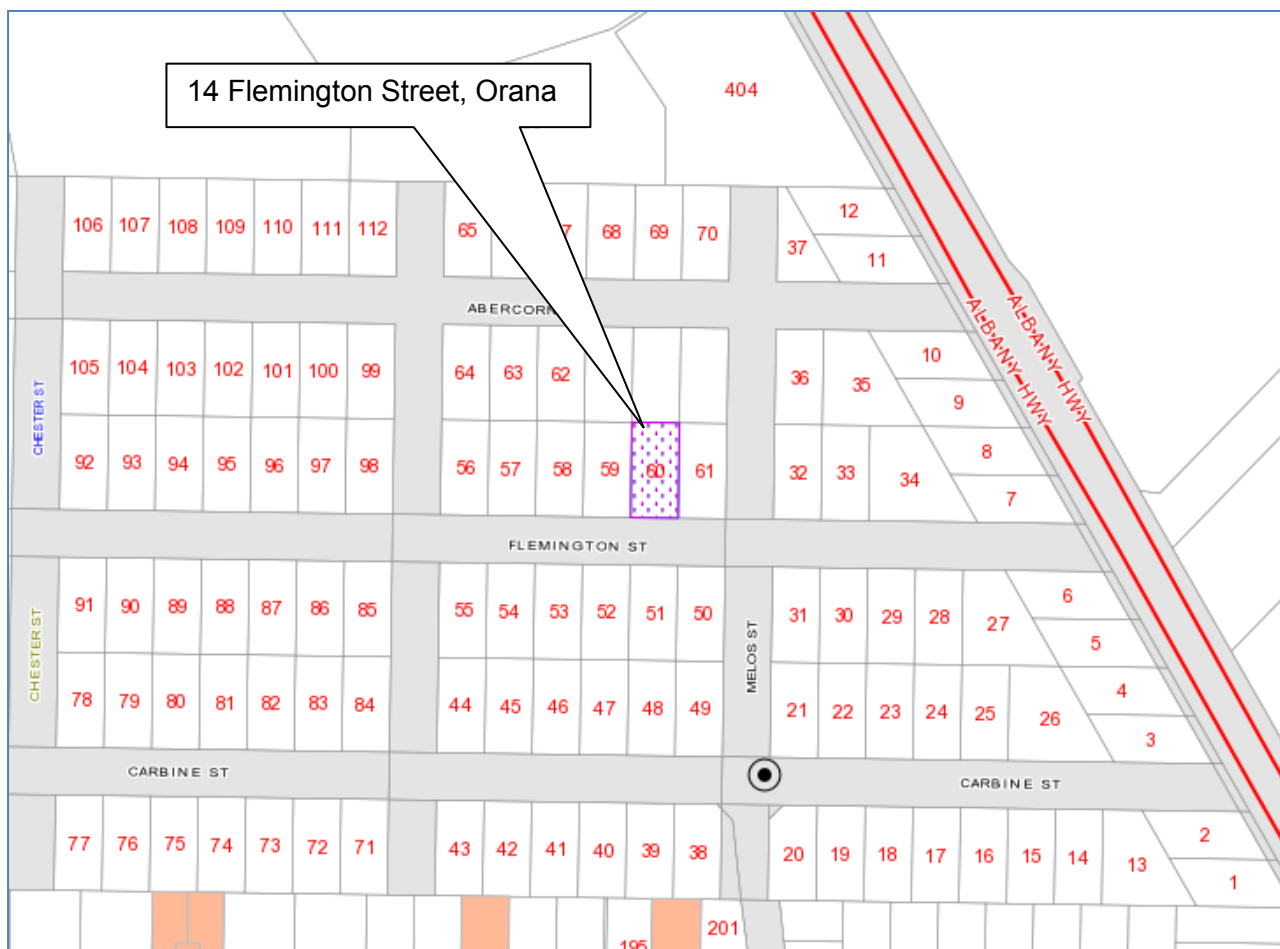 14 Flemington Street, Orana
404
106 107 108 109 110 111 112 65 68 69 70 37 12
11
ABERCORN
105 104 103 102 101 100 99 64 63 62 36 35 10
9
ALBANY HWY
ALBANY HWY
CHESTER ST
92 93 94 95 96 97 98 56 57 58 59 60 61 32 33 34 8
7
FLEMINGTON ST
91 90 89 88 87 86 85 55 54 53 52 51 50 31 30 29 28 27 6
5
CHESTER ST
MELOS ST
78 79 80 81 82 83 84 44 45 46 47 48 49 21 22 23 24 25 26 4
3
CARBINE ST
CARBINE ST
77 76 75 74 73 72 71 43 42 41 40 39 38 20 19 18 17 16 15 14 13 2
1
195 201